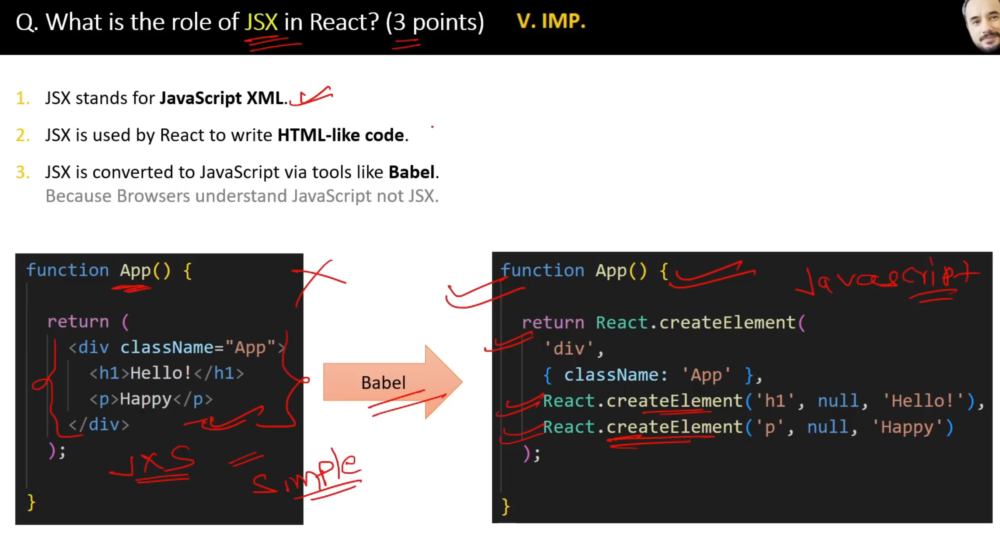 Q. What is the role of JSX in React? (3 points) V. IMP.
1. JSX stands for JavaScript XML.
2. JSX is used by React to write HTML-like code.
3. JSX is converted to JavaScript via tools like Babel.
Because Browsers understand JavaScript not JSX.
function App() {
return (
<div className="App">
<h1>Hello!</h1>
<p>Happy</p>
</div>
);
}
JXS
Simple
Babel
function App() {
Javascript
return React.createElement(
'div',
{ className: 'App' },
React.createElement('h1', null, 'Hello!'),
React.createElement('p', null, 'Happy')
);
}